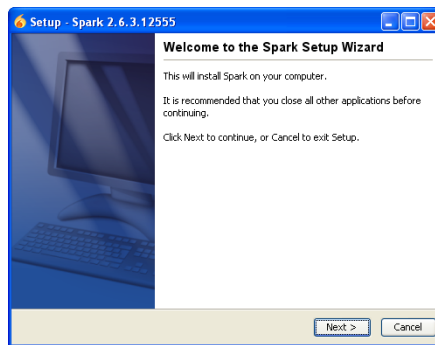 Setup - Spark 2.6.3.12555
Welcome to the Spark Setup Wizard
This will install Spark on your computer.
It is recommended that you close all other applications before
continuing.
Click Next to continue, or Cancel to exit Setup.
Next >
Cancel